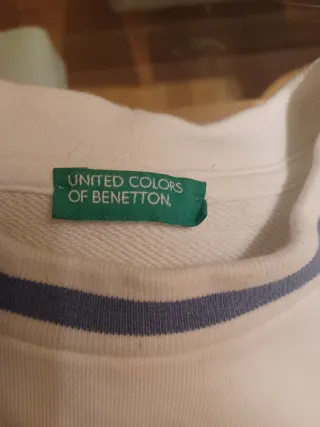 UNITED COLORS
OF BENETTON.